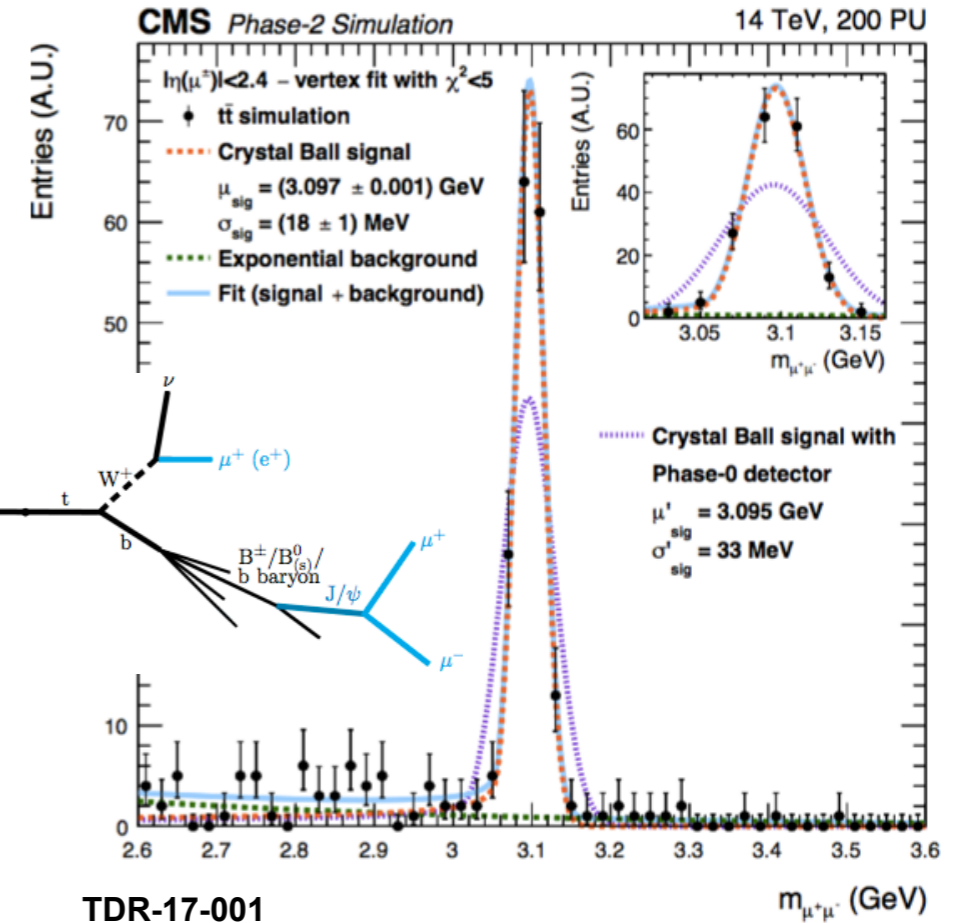 CMS Phase-2 Simulation 14 TeV, 200 PU
Entries (A.U.)
|η(μ±)|<2.4 – vertex fit with χ²<5
tt̄ simulation
Crystal Ball signal
μsig = (3.097 ± 0.001) GeV
σsig = (18 ± 1) MeV
Exponential background
Fit (signal + background)
70
60
50
10
0
Entries (A.U.)
60
40
20
0
3.05 3.1 3.15
mμ⁺μ⁻ (GeV)
Crystal Ball signal with
Phase-0 detector
μ'sig = 3.095 GeV
σ'sig = 33 MeV
ν
μ⁺ (e⁺)
W⁺
t
b
B±/B⁰(s)/
b baryon
J/ψ
μ⁺
μ⁻
2.6 2.7 2.8 2.9 3 3.1 3.2 3.3 3.4 3.5 3.6
mμ⁺μ⁻ (GeV)
TDR-17-001